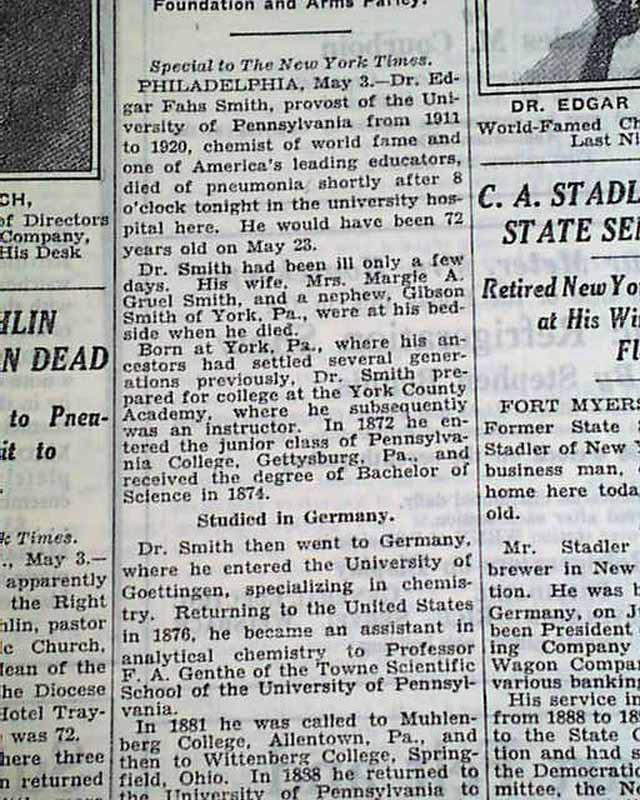 CH,
of Directors
Company,
His Desk
HLIN
N DEAD
to Pneu-
it to
k Times.
., May 3.—
apparently
the Right
hlin, pastor
ic Church,
Dean of the
he Diocese
Hotel Tray-
was 72.
here three
n returned
Foundation and Arms Parley.
Special to The New York Times.
PHILADELPHIA, May 3.—Dr. Ed-
gar Fahs Smith, provost of the Uni-
versity of Pennsylvania from 1911
to 1920, chemist of world fame and
one of America's leading educators,
died of pneumonia shortly after 8
o'clock tonight in the university hos-
pital here. He would have been 72
years old on May 23.
Dr. Smith had been ill only a few
days. His wife, Mrs. Margie A.
Gruel Smith, and a nephew, Gibson
Smith of York, Pa., were at his bed-
side when he died.
Born at York, Pa., where his an-
cestors had settled several gener-
ations previously, Dr. Smith pre-
pared for college at the York County
Academy, where he subsequently
was an instructor. In 1872 he en-
tered the junior class of Pennsylva-
nia College, Gettysburg, Pa., and
received the degree of Bachelor of
Science in 1874.
Studied in Germany.
Dr. Smith then went to Germany,
where he entered the University of
Goettingen, specializing in chemis-
try. Returning to the United States
in 1876, he became an assistant in
analytical chemistry to Professor
F. A. Genthe of the Towne Scientific
School of the University of Pennsyl-
vania.
In 1881 he was called to Muhlen-
berg College, Allentown, Pa., and
then to Wittenberg College, Spring-
field, Ohio. In 1888 he returned to
the University of Pennsylvania to
DR. EDGAR
World-Famed Ch
Last Ni
C. A. STADL
STATE SE
Retired New Yo
at His Wi
Fl
FORT MYERS
Former State
Stadler of New Y
business man,
home here toda
old.
Mr. Stadler
brewer in New
tion. He was b
Germany, on J
been President
ing Company
Wagon Compa
various banking
His service in
from 1888 to 18
to the State C
tion and had s
the Democrati
mittee, the N